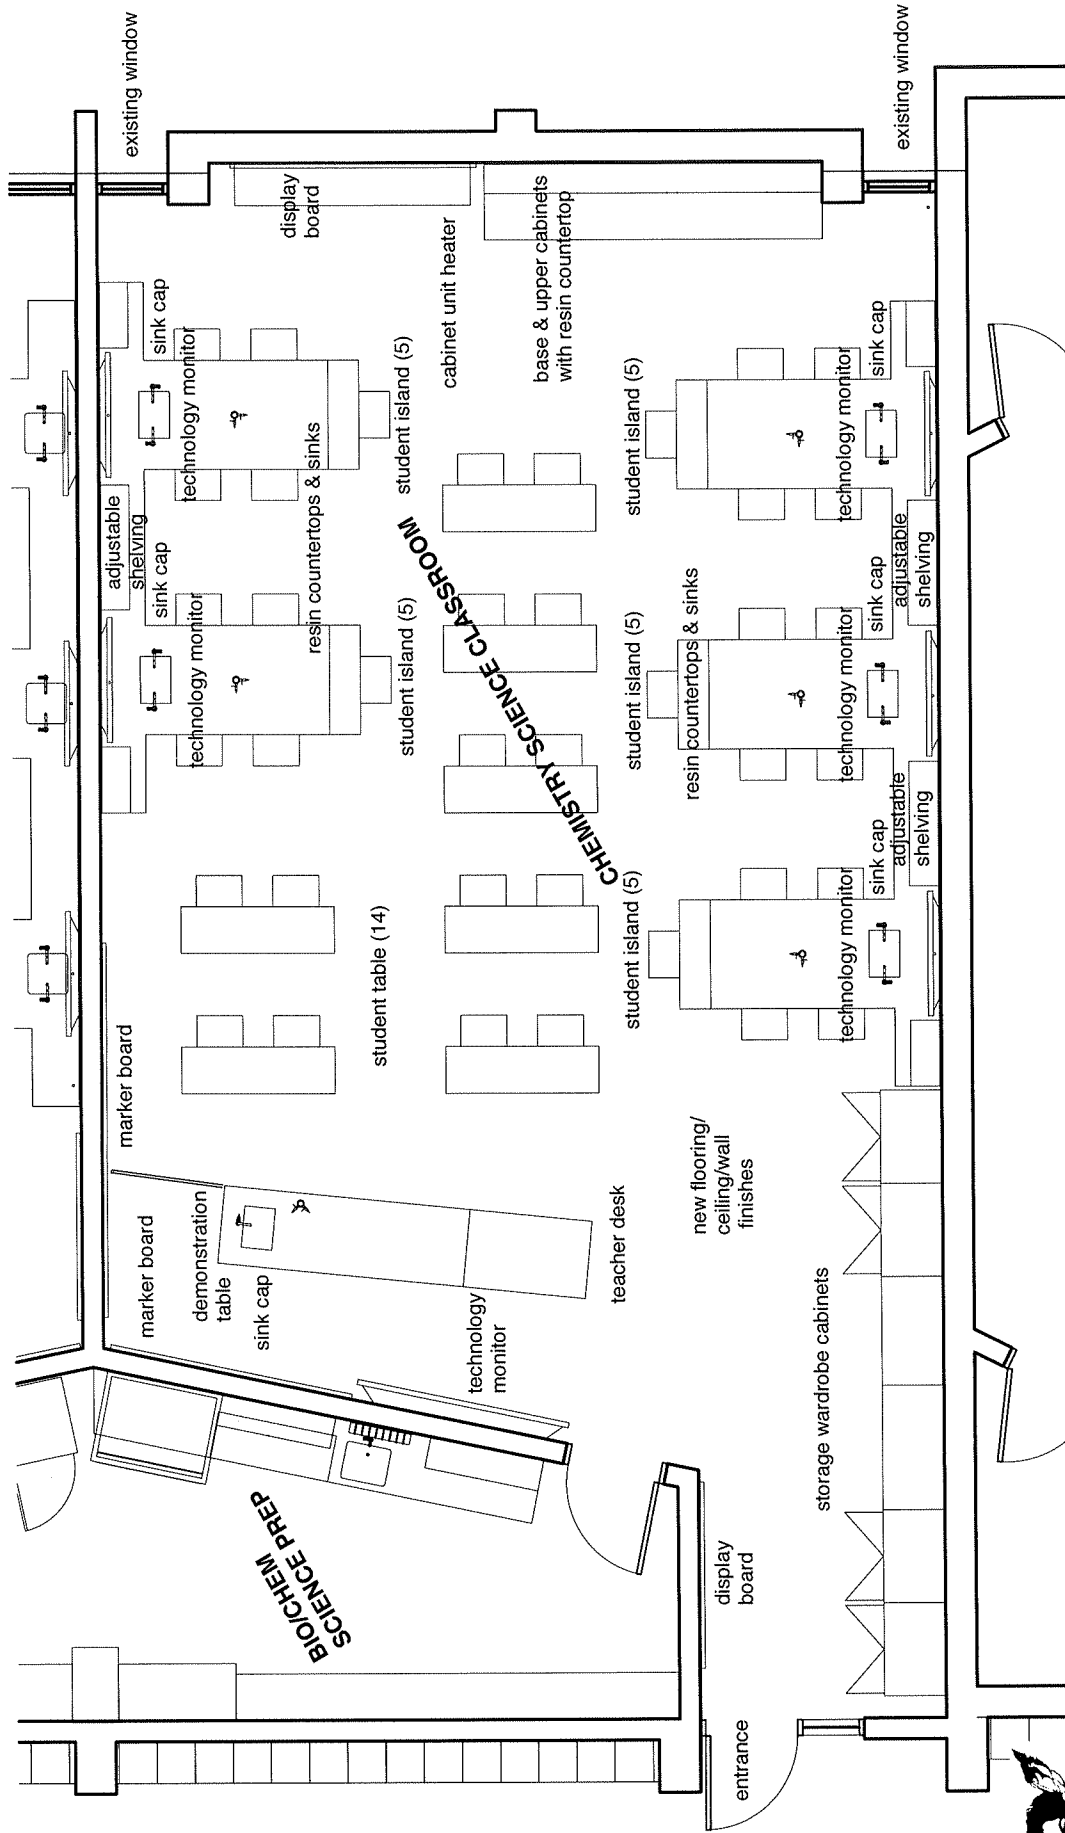 marker board
adjustable
shelving
existing window
marker board
sink cap
sink cap
technology monitor
technology monitor
demonstration
table
sink cap
BIO/CHEM
SCIENCE PREP
display
board
resin countertops & sinks
student table (14)
student island (5)
student island (5)
cabinet unit heater
CHEMISTRY SCIENCE CLASSROOM
technology
monitor
base & upper cabinets
with resin countertop
teacher desk
student island (5)
student island (5)
student island (5)
resin countertops & sinks
new flooring/
ceiling/wall
finishes
display
board
entrance
storage wardrobe cabinets
technology monitor
technology monitor
technology monitor
sink cap
sink cap
sink cap
adjustable
shelving
adjustable
shelving
existing window